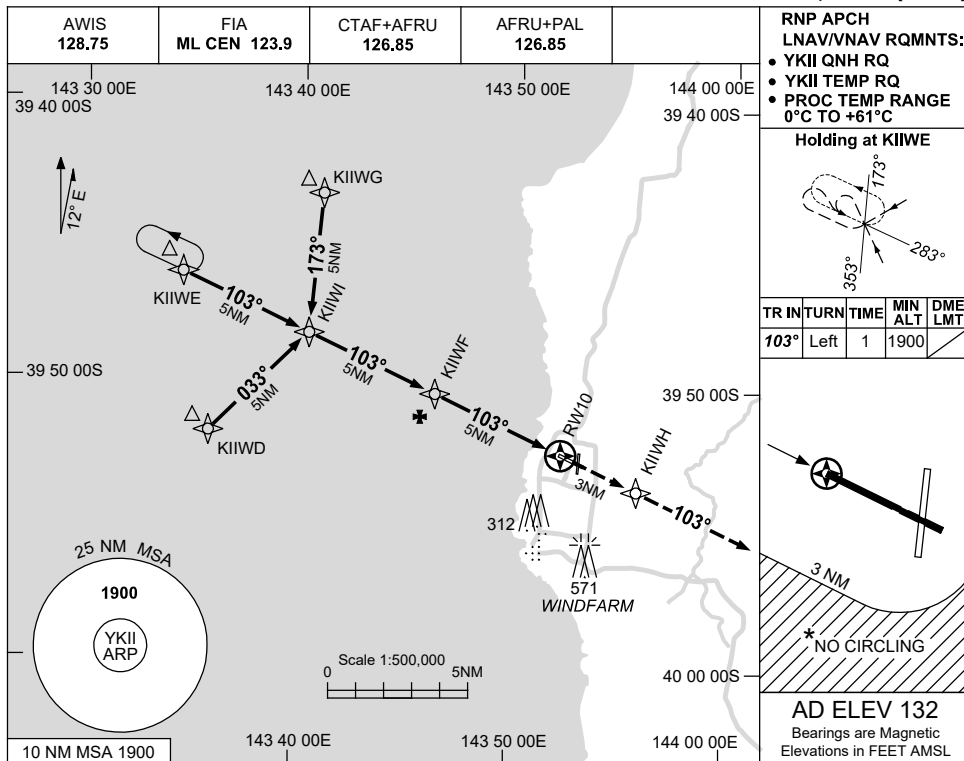 AWIS
128.75
FIA
ML CEN 123.9
CTAF+AFRU
126.85
AFRU+PAL
126.85
RNP APCH
LNAV/VNAV RQMNTS:
• YKII QNH RQ
• YKII TEMP RQ
• PROC TEMP RANGE
0°C TO +61°C
143 30 00E
143 40 00E
143 50 00E
144 00 00E
39 40 00S
39 40 00S
12° E
KIIWG
173°
5NM
KIIWE
103°
5NM
KIIWI
103°
5NM
KIIWF
033°
5NM
KIIWD
39 50 00S
39 50 00S
103°
5NM
RW10
3NM
KIIWH
103°
312
571
WINDFARM
25 NM MSA
1900
YKII
ARP
Scale 1:500,000
0
5NM
40 00 00S
10 NM MSA 1900
143 40 00E
143 50 00E
144 00 00E
Holding at KIIWE
173°
283°
353°
TR IN TURN TIME MIN ALT DME LMT
103° Left 1 1900
3 NM
*NO CIRCLING
AD ELEV 132
Bearings are Magnetic
Elevations in FEET AMSL